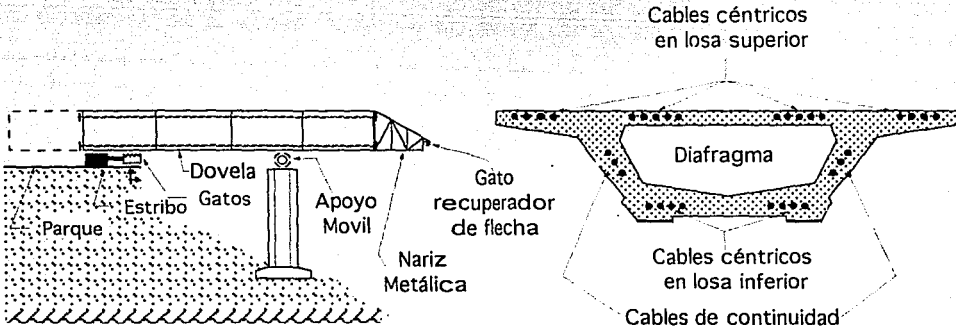 Cables céntricos
en losa superior
Dovela
Estribo
Gatos
Parque
Apoyo
Movil
Gato
recuperador
de flecha
Nariz
Metálica
Diafragma
Cables céntricos
en losa inferior
Cables de continuidad